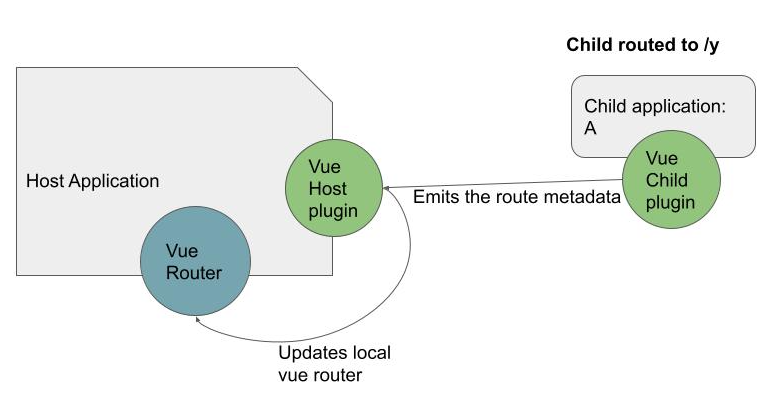 Child routed to /y
Child application:
A
Vue
Host
plugin
Vue
Child
plugin
Host Application
Emits the route metadata
Vue
Router
Updates local
vue router